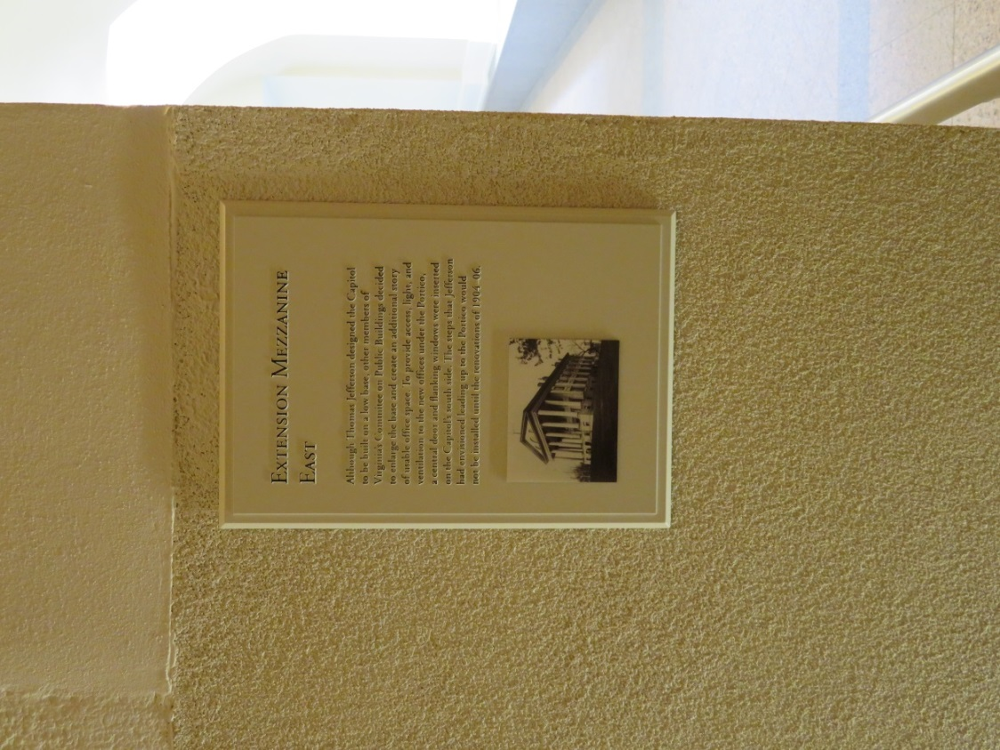 EXTENSION MEZZANINE
EAST
Although Thomas Jefferson designed the Capitol
to be built on a low base, other members of
Virginia's Committee on Public Buildings decided
to enlarge the base and create an additional story
of usable office space. To provide access, light, and
ventilation to the new offices under the Portico,
a central door and flanking windows were inserted
on the Capitol's south side. The steps that Jefferson
had envisioned leading up to the Portico would
not be installed until the renovations of 1904–06.